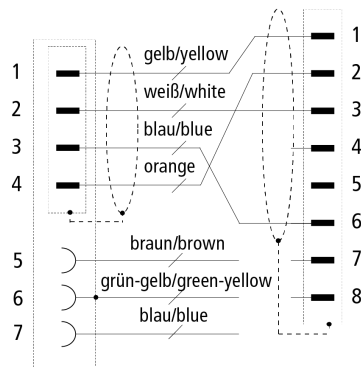 1
gelb/yellow
1
2
weiß/white
2
3
blau/blue
3
4
orange
4
5
6
5
braun/brown
7
6
grün-gelb/green-yellow
8
7
blau/blue